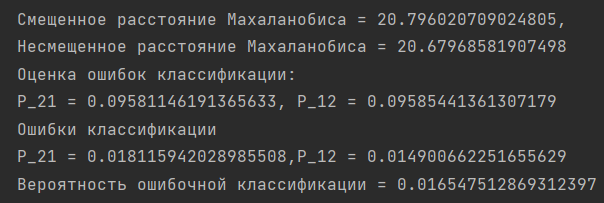 Смещенное расстояние Махаланобиса = 20.796020709024805,
Несмещенное расстояние Махаланобиса = 20.67968581907498
Оценка ошибок классификации:
P_21 = 0.09581146191365633, P_12 = 0.09585441361307179
Ошибки классификации
P_21 = 0.018115942028985508,P_12 = 0.014900662251655629
Вероятность ошибочной классификации = 0.016547512869312397